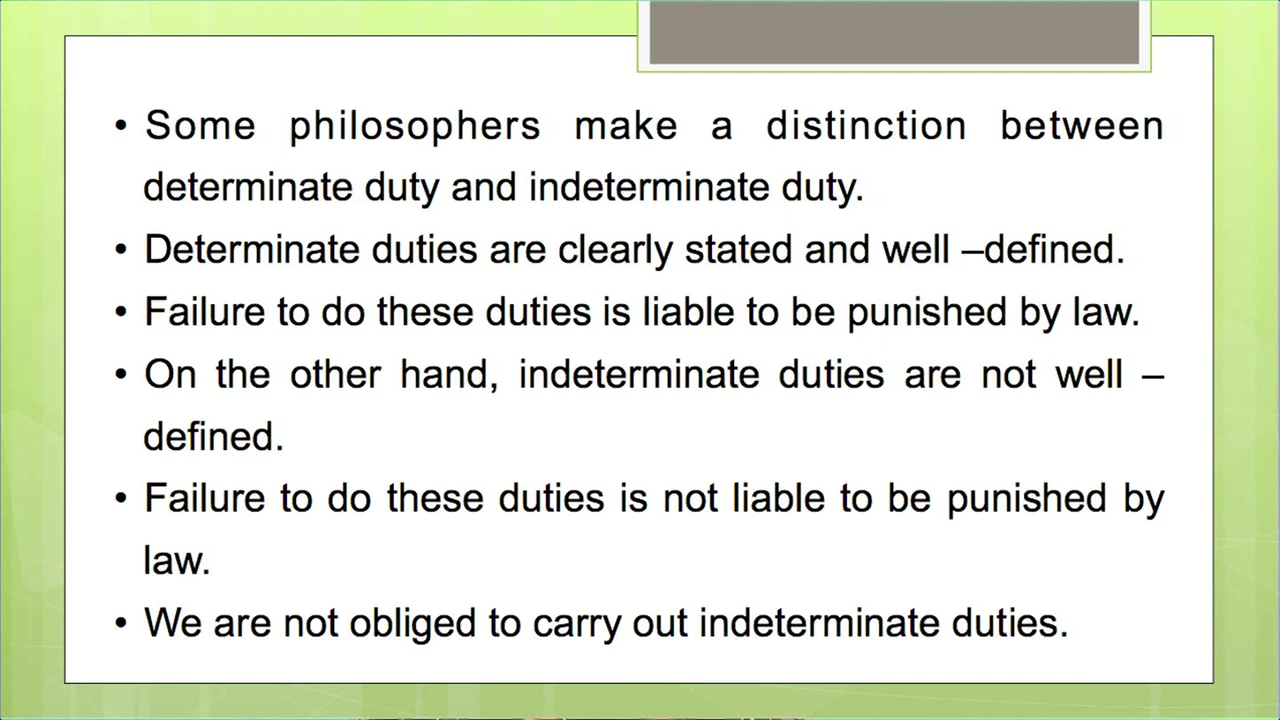 • Some philosophers make a distinction between
determinate duty and indeterminate duty.
• Determinate duties are clearly stated and well –defined.
• Failure to do these duties is liable to be punished by law.
• On the other hand, indeterminate duties are not well –
defined.
• Failure to do these duties is not liable to be punished by
law.
• We are not obliged to carry out indeterminate duties.